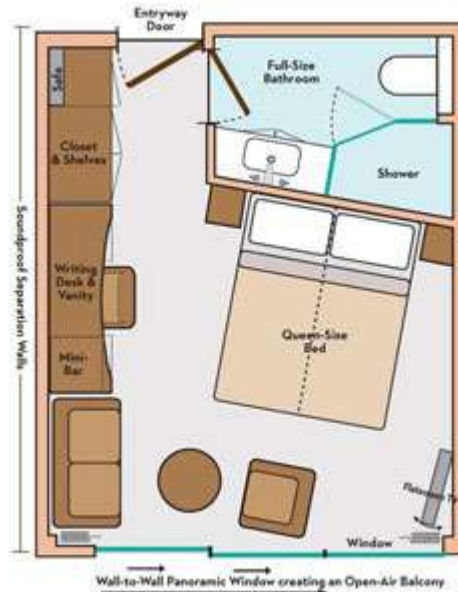 Entryway
Door
Safe
Full-Size
Bathroom
Closet
& Shelves
Shower
Soundproof Separation Walls
Writing
Desk &
Vanity
Queen-Size
Bed
Mini-
Bar
Flatscreen
Window
Wall-to-Wall Panoramic Window creating an Open-Air Balcony